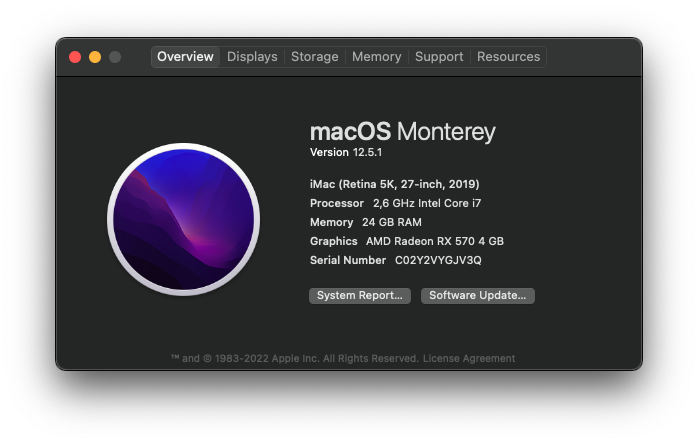 Overview Displays Storage Memory Support Resources
macOS Monterey
Version 12.5.1
iMac (Retina 5K, 27-inch, 2019)
Processor 2,6 GHz Intel Core i7
Memory 24 GB RAM
Graphics AMD Radeon RX 570 4 GB
Serial Number C02Y2VYGJV3Q
System Report... Software Update...
™ and © 1983-2022 Apple Inc. All Rights Reserved. License Agreement